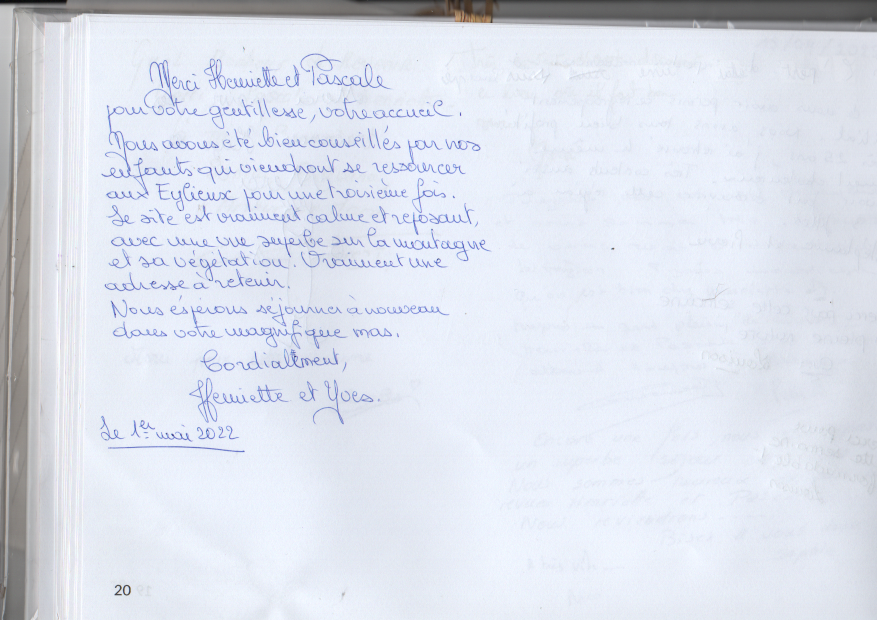 Merci Henriette et Pascale
pour votre gentillesse, votre accueil.
Nous avons été bien conseillés par nos
enfants qui viendront se ressourcer
aux Eylieux pour une troisième fois.
Le site est vraiment calme et reposant,
avec une vue superbe sur la montagne
et sa végétation. Vraiment une
adresse à retenir.
Nous éspérons séjourner à nouveau
dans votre magnifique mas.
Cordialement,
Henriette et Yves.
Le 1er mai 2022
20